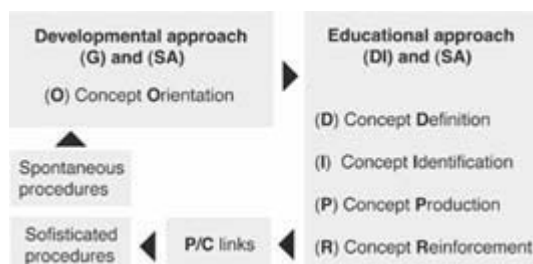 Developmental approach
(G) and (SA)
(O) Concept Orientation
Spontaneous
procedures
Sofisticated
procedures
P/C links
Educational approach
(DI) and (SA)
(D) Concept Definition
(I) Concept Identification
(P) Concept Production
(R) Concept Reinforcement